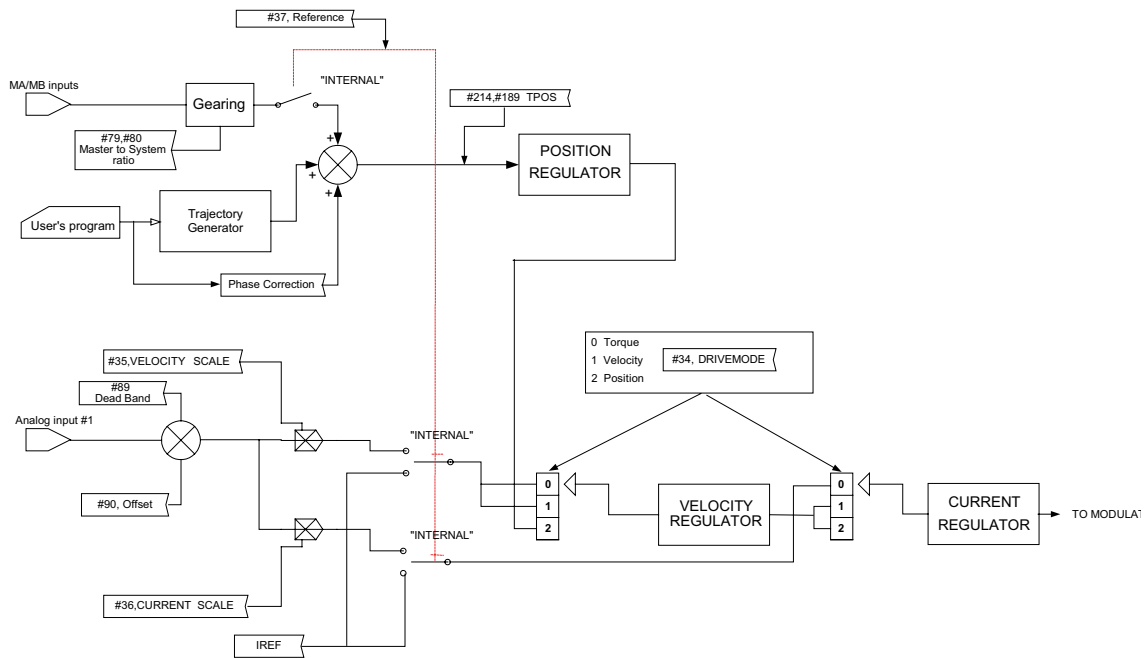 #37, Reference
MA/MB inputs
"INTERNAL"
Gearing
#214,#189 TPOS
#79,#80
Master to System
ratio
+
+
+
POSITION
REGULATOR
User's program
Trajectory
Generator
Phase Correction
#35,VELOCITY SCALE
0 Torque
1 Velocity
2 Position
#34, DRIVEMODE
#89
Dead Band
Analog input #1
"INTERNAL"
#90, Offset
0
1
2
VELOCITY
REGULATOR
0
1
2
CURRENT
REGULATOR
TO MODULAT
"INTERNAL"
#36,CURRENT SCALE
IREF